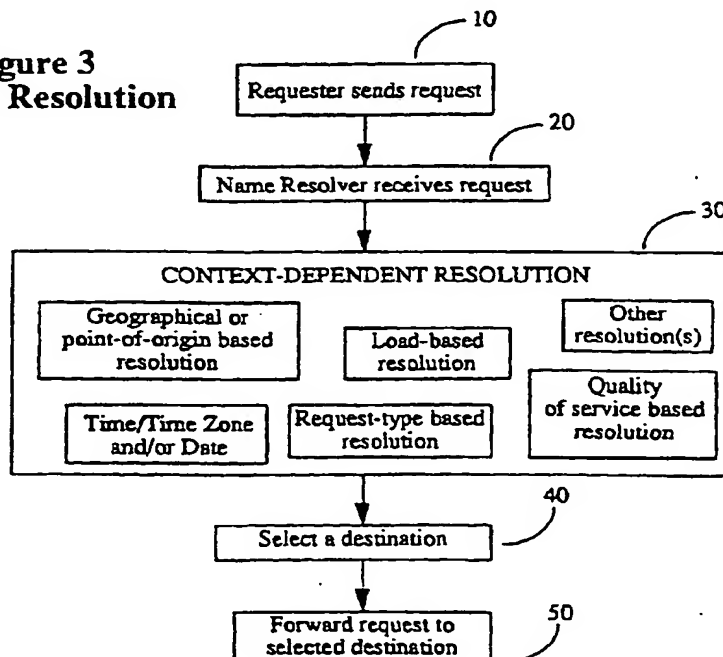 10
gure 3
Resolution
Requester sends request
20
Name Resolver receives request
30
CONTEXT-DEPENDENT RESOLUTION
Geographical or
point-of-origin based
resolution
Load-based
resolution
Other
resolution(s)
Time/Time Zone
and/or Date
Request-type based
resolution
Quality
of service based
resolution
40
Select a destination
50
Forward request to
selected destination